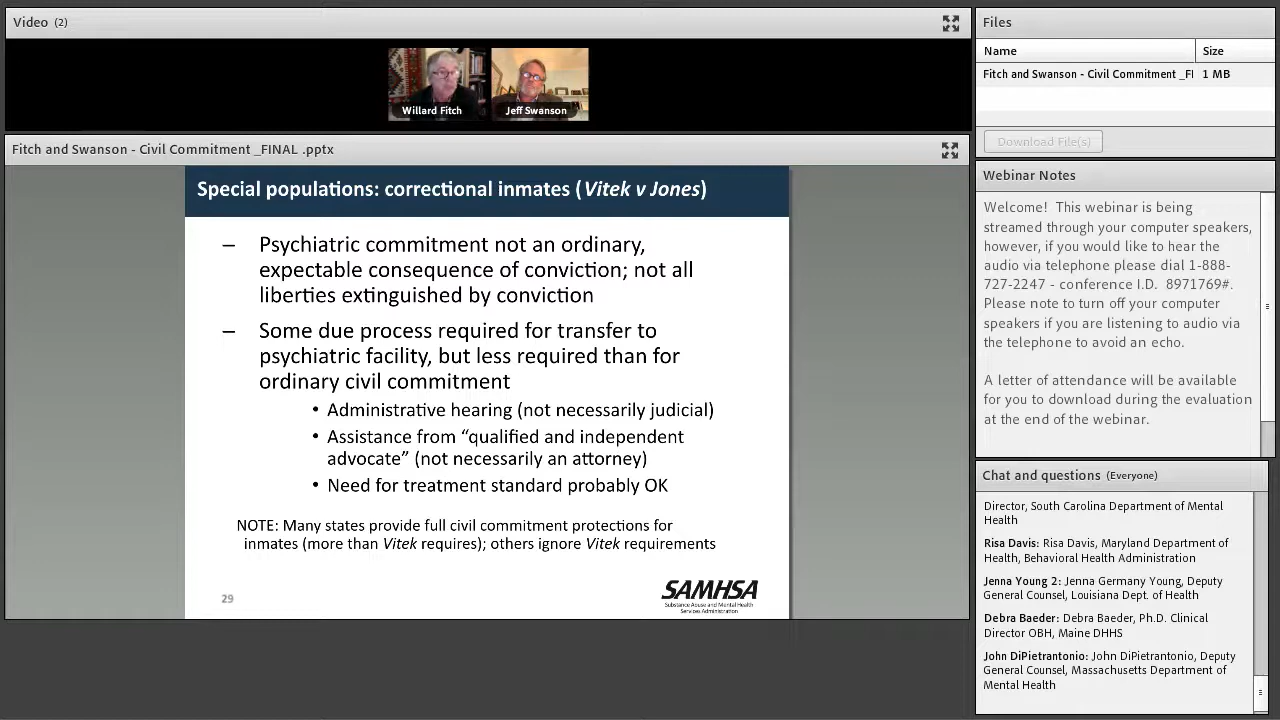 Video (2)
Willard Fitch
Jeff Swanson
Fitch and Swanson - Civil Commitment _FINAL .pptx
Special populations: correctional inmates (Vitek v Jones)
– Psychiatric commitment not an ordinary,
expectable consequence of conviction; not all
liberties extinguished by conviction
– Some due process required for transfer to
psychiatric facility, but less required than for
ordinary civil commitment
• Administrative hearing (not necessarily judicial)
• Assistance from “qualified and independent
advocate” (not necessarily an attorney)
• Need for treatment standard probably OK
NOTE: Many states provide full civil commitment protections for
inmates (more than Vitek requires); others ignore Vitek requirements
29
SAMHSA
Substance Abuse and Mental Health
Services Administration
Files
Name Size
Fitch and Swanson - Civil Commitment _FI 1 MB
Download File(s)
Webinar Notes
Welcome! This webinar is being
streamed through your computer speakers,
however, if you would like to hear the
audio via telephone please dial 1-888-
727-2247 - conference I.D. 8971769#.
Please note to turn off your computer
speakers if you are listening to audio via
the telephone to avoid an echo.
A letter of attendance will be available
for you to download during the evaluation
at the end of the webinar.
Chat and questions (Everyone)
Director, South Carolina Department of Mental
Health
Risa Davis: Risa Davis, Maryland Department of
Health, Behavioral Health Administration
Jenna Young 2: Jenna Germany Young, Deputy
General Counsel, Louisiana Dept. of Health
Debra Baeder: Debra Baeder, Ph.D. Clinical
Director OBH, Maine DHHS
John DiPietrantonio: John DiPietrantonio, Deputy
General Counsel, Massachusetts Department of
Mental Health